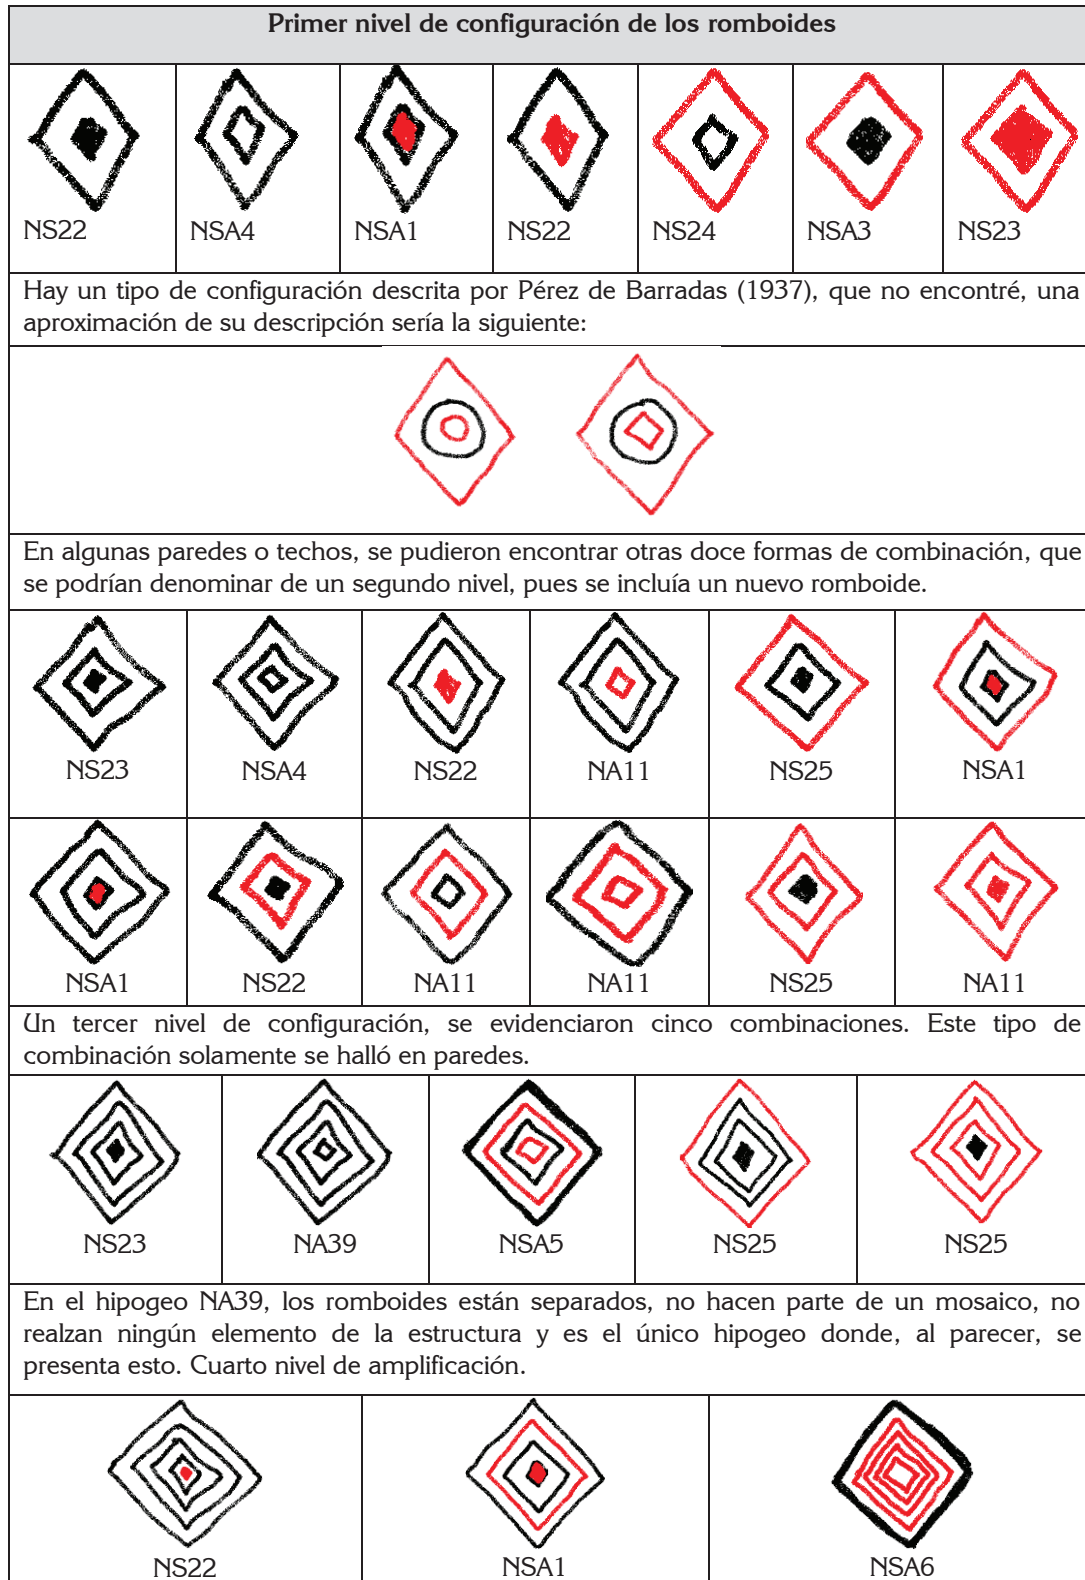 Primer nivel de configuración de los romboides
NS22 NSA4 NSA1 NS22 NS24 NSA3 NS23
Hay un tipo de configuración descrita por Pérez de Barradas (1937), que no encontré, una
aproximación de su descripción sería la siguiente:
En algunas paredes o techos, se pudieron encontrar otras doce formas de combinación, que
se podrían denominar de un segundo nivel, pues se incluía un nuevo romboide.
NS23 NSA4 NS22 NA11 NS25 NSA1
NSA1 NS22 NA11 NA11 NS25 NA11
Un tercer nivel de configuración, se evidenciaron cinco combinaciones. Este tipo de
combinación solamente se halló en paredes.
NS23 NA39 NSA5 NS25 NS25
En el hipogeo NA39, los romboides están separados, no hacen parte de un mosaico, no
realzan ningún elemento de la estructura y es el único hipogeo donde, al parecer, se
presenta esto. Cuarto nivel de amplificación.
NS22 NSA1 NSA6